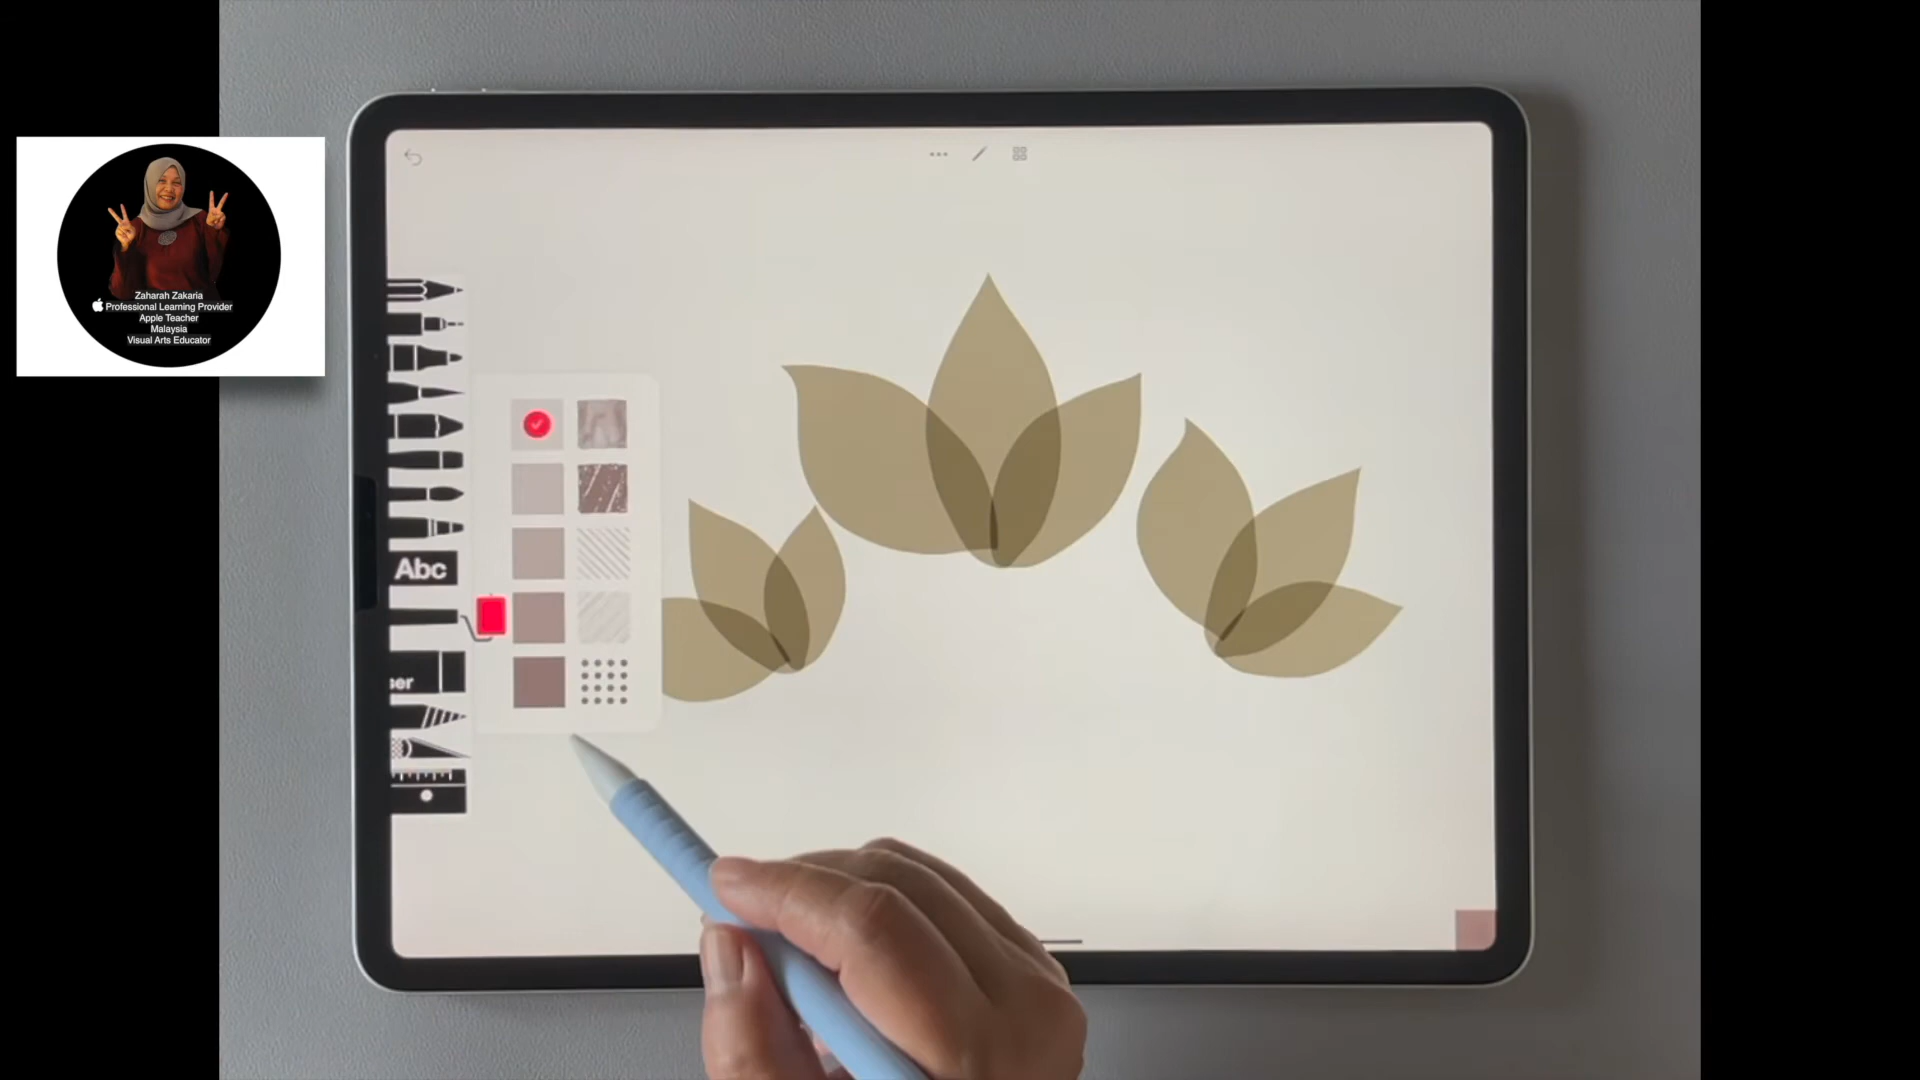 Zaharah Zakaria
Professional Learning Provider
Apple Teacher
Malaysia
Visual Arts Educator
Abc
ser